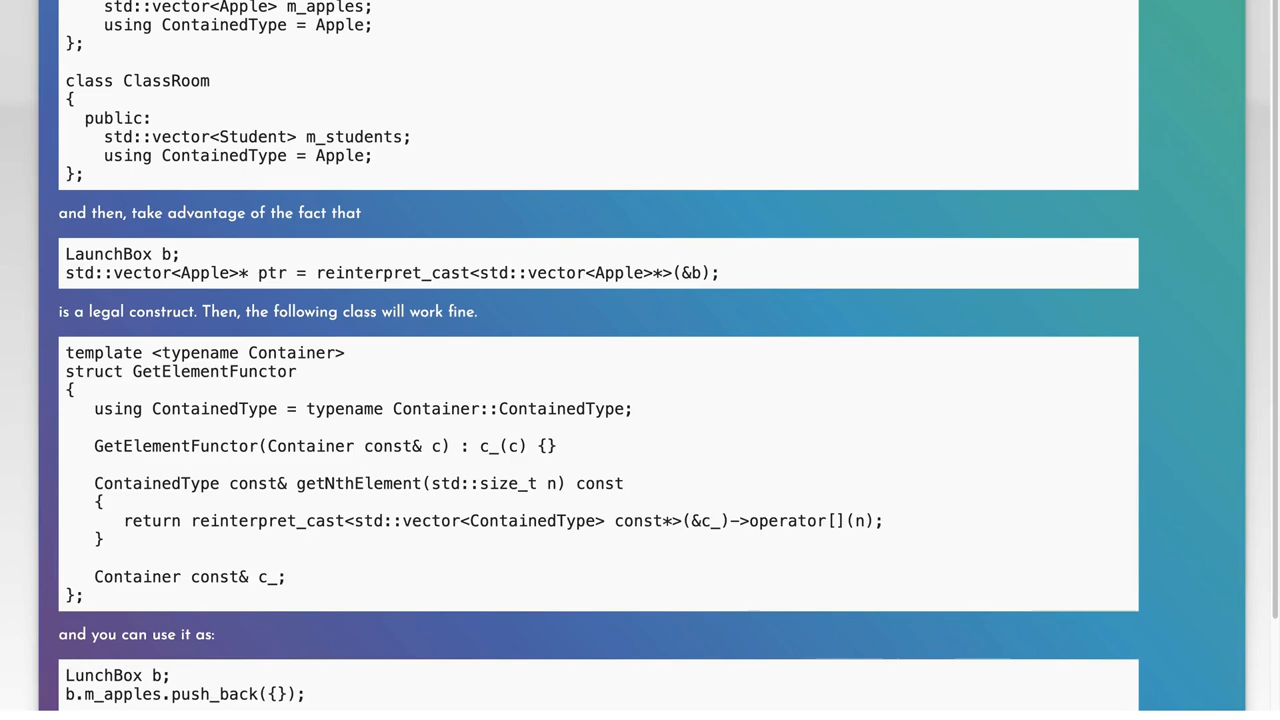 std::vector<Apple> m_apples;
using ContainedType = Apple;
};
class ClassRoom
{
public:
std::vector<Student> m_students;
using ContainedType = Apple;
};
and then, take advantage of the fact that
LaunchBox b;
std::vector<Apple>* ptr = reinterpret_cast<std::vector<Apple>*>(&b);
is a legal construct. Then, the following class will work fine.
template <typename Container>
struct GetElementFunctor
{
using ContainedType = typename Container::ContainedType;
GetElementFunctor(Container const& c) : c_(c) {}
ContainedType const& getNthElement(std::size_t n) const
{
return reinterpret_cast<std::vector<ContainedType> const*>(&c_)->operator[](n);
}
Container const& c_;
};
and you can use it as:
LunchBox b;
b.m_apples.push_back({});